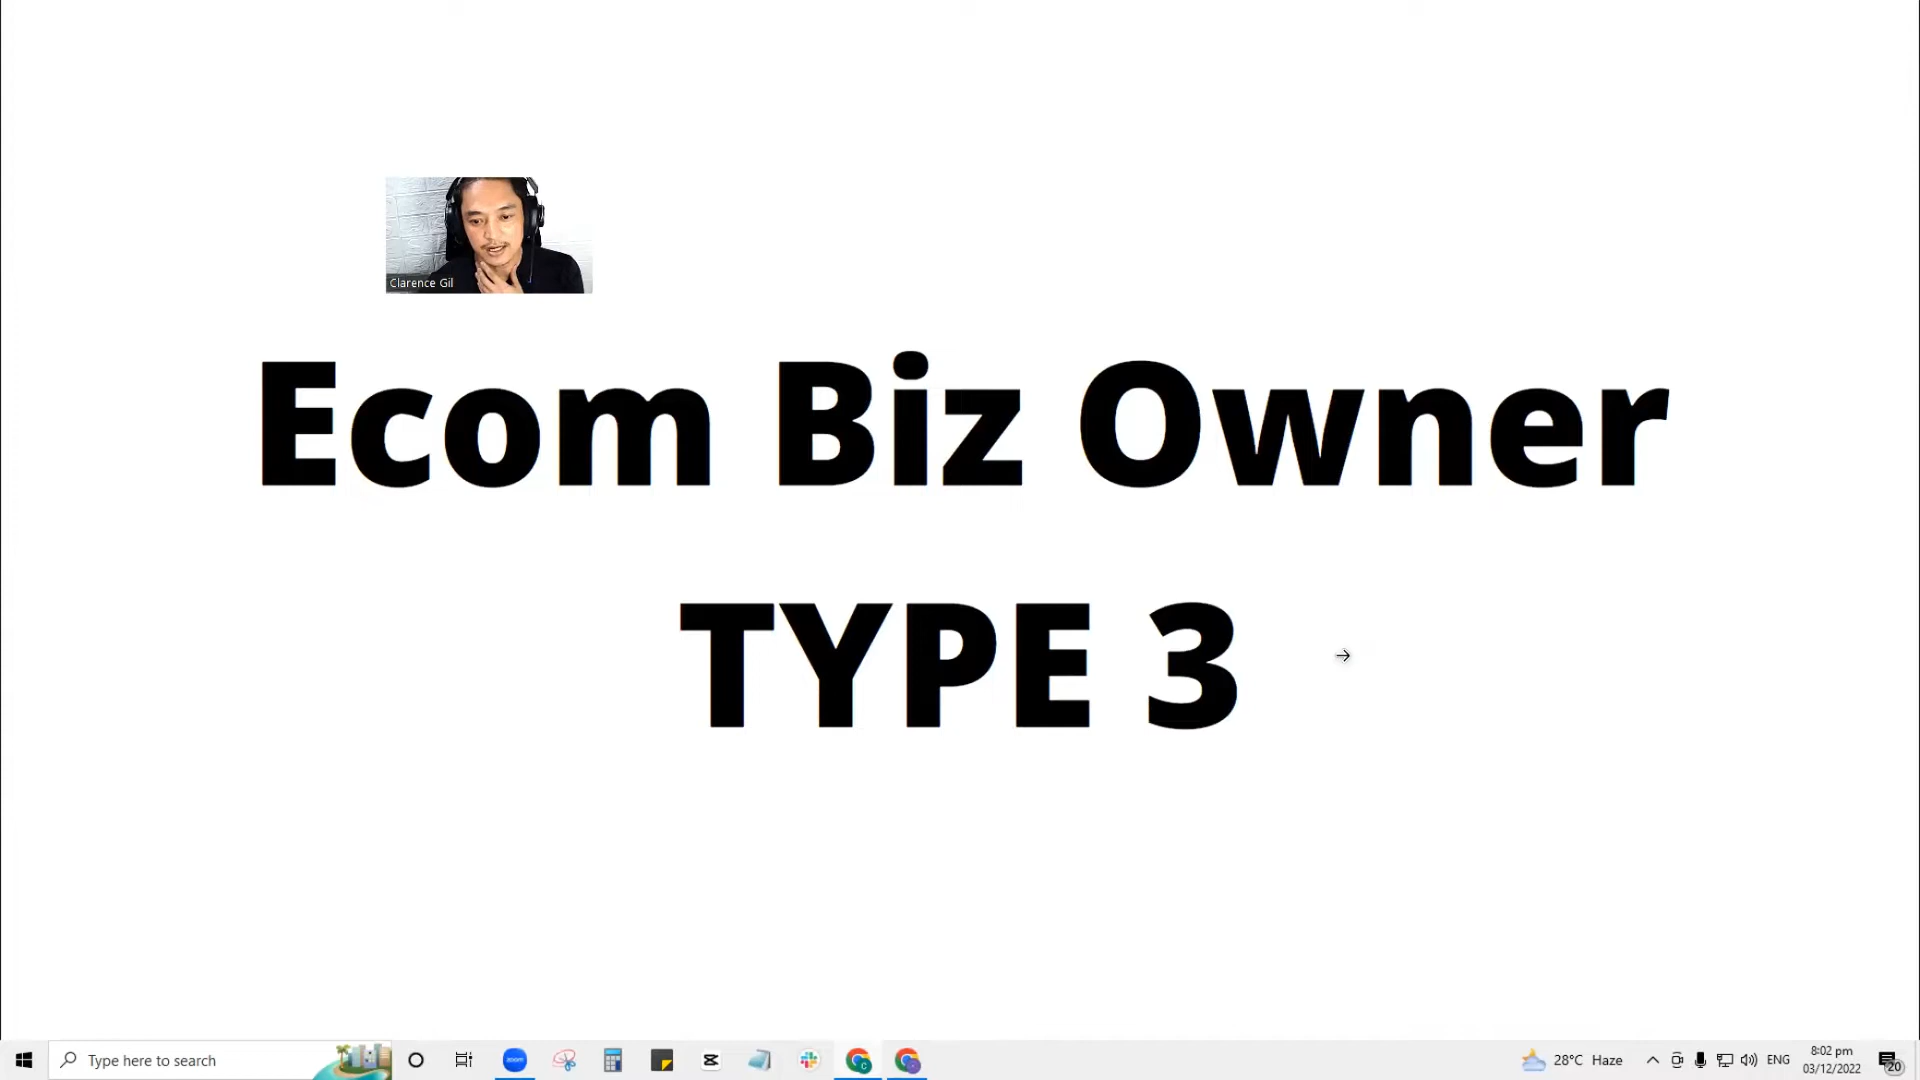 Clarence Gil
Ecom Biz Owner
TYPE 3
Type here to search
zoom
28°C Haze
ENG
8:02 pm
03/12/2022
20